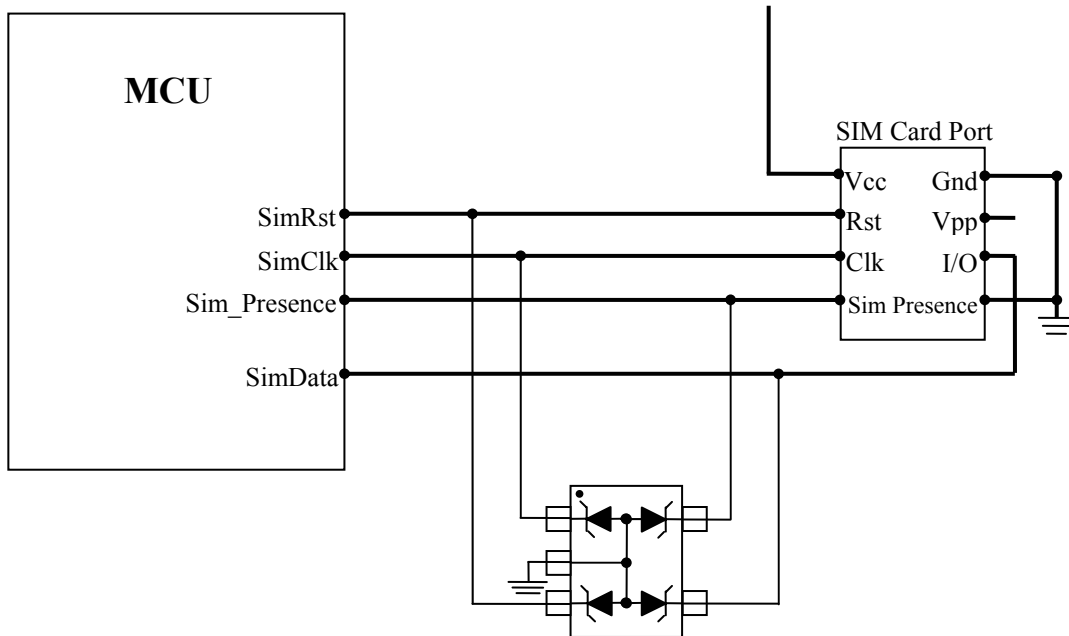 MCU
SimRst
SimClk
Sim_Presence
SimData
SIM Card Port
Vcc Gnd
Rst Vpp
Clk I/O
Sim Presence